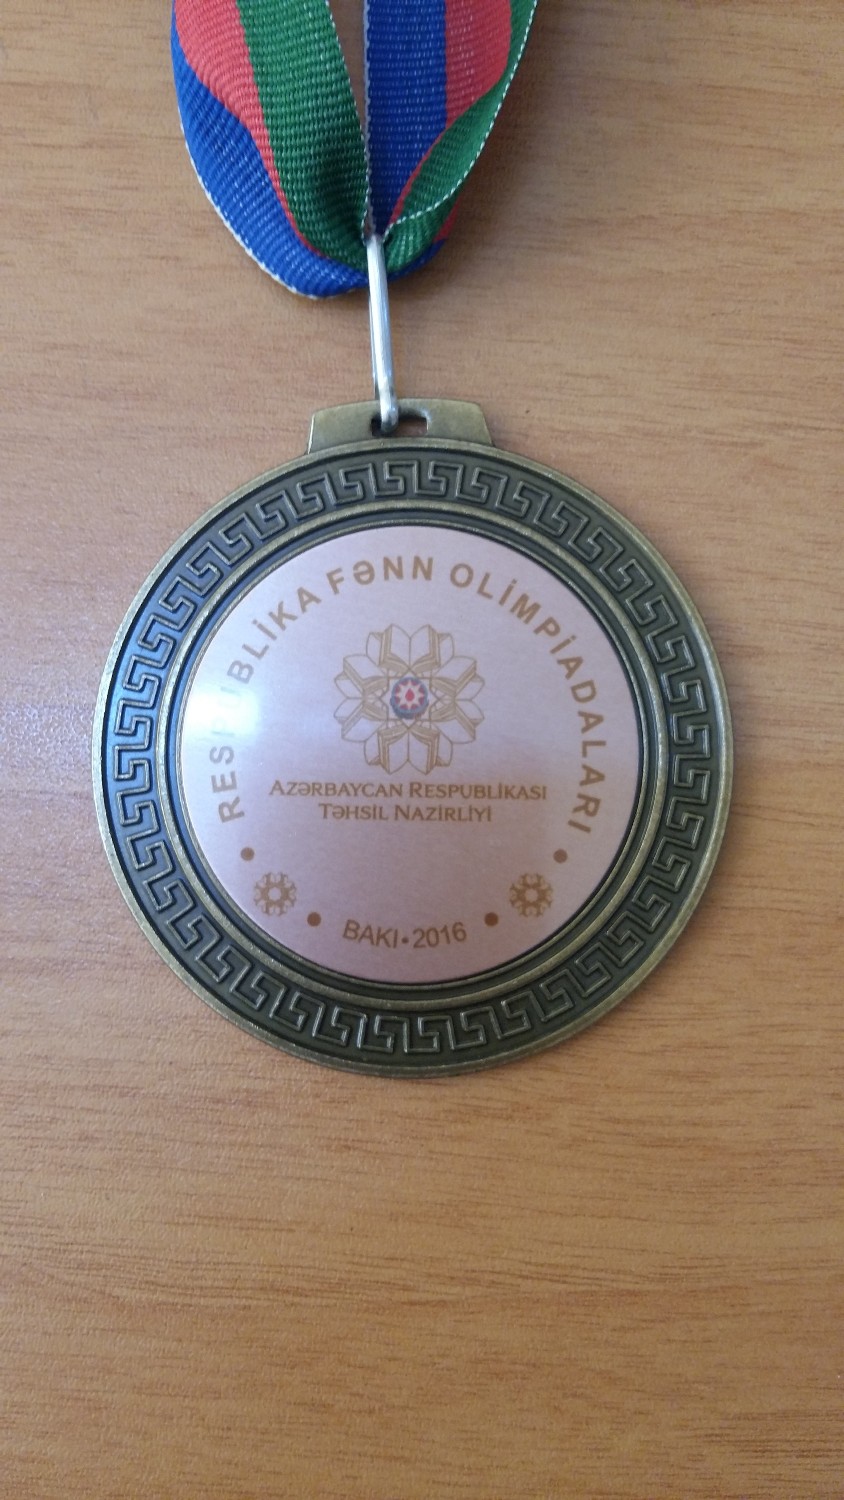 RESPUBLİKA FƏNN OLİMPİADALARI
AZƏRBAYCAN RESPUBLİKASI
TƏHSİL NAZİRLİYİ
BAKI•2016